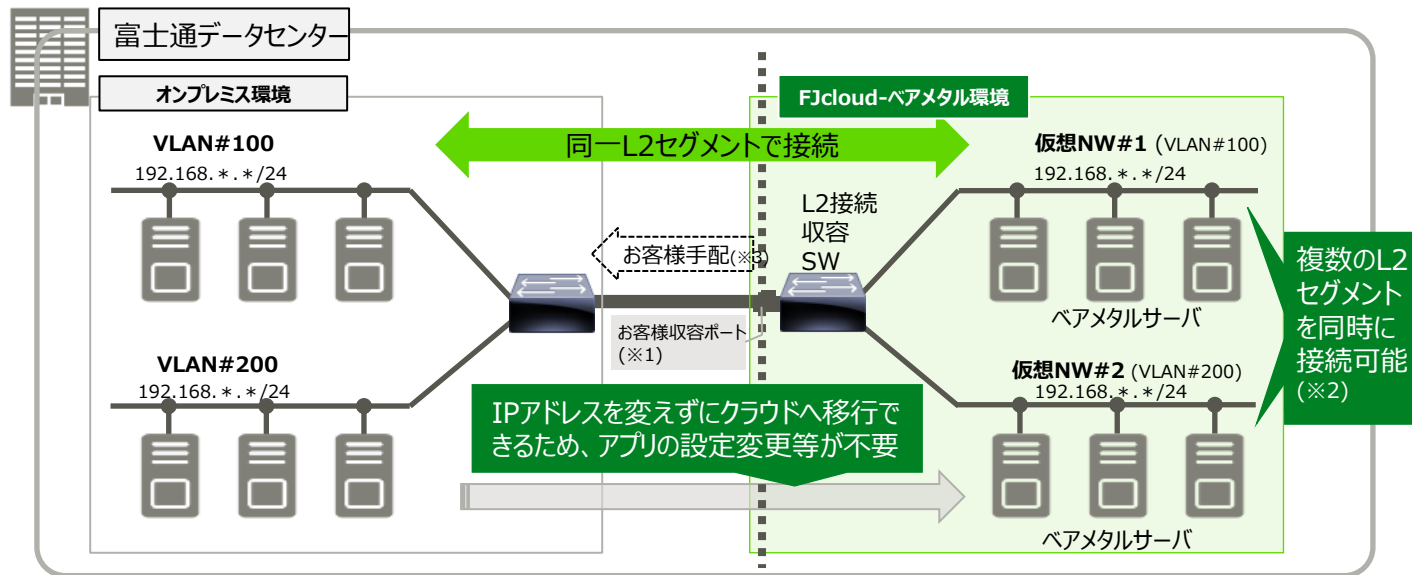 富士通データセンター
オンプレミス環境
FJcloud-ベアメタル環境
VLAN#100
192.168.*.*/24
同一L2セグメントで接続
仮想NW#1 (VLAN#100)
192.168.*.*/24
L2接続
収容
SW
お客様手配(※3)
お客様収容ポート
(※1)
ベアメタルサーバ
複数のL2
セグメント
を同時に
接続可能
(※2)
VLAN#200
192.168.*.*/24
仮想NW#2 (VLAN#200)
192.168.*.*/24
IPアドレスを変えずにクラウドへ移行で
きるため、アプリの設定変更等が不要
ベアメタルサーバ